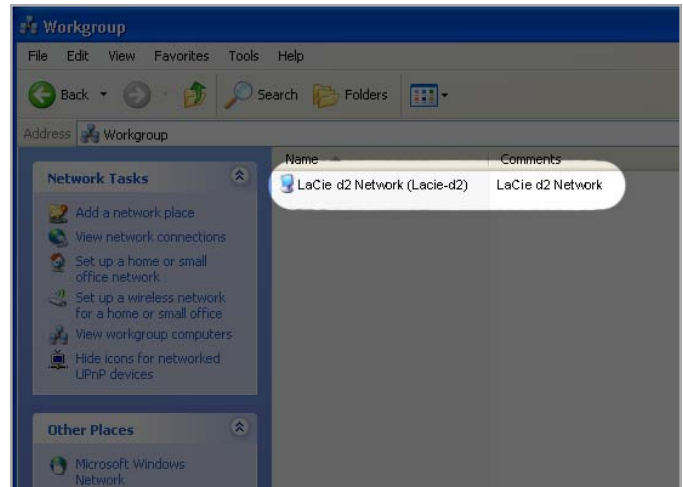 Workgroup
File Edit View Favorites Tools Help
Back Search Folders
Address Workgroup
Name Comments
LaCie d2 Network (Lacie-d2) LaCie d2 Network
Network Tasks
Add a network place
View network connections
Set up a home or small
office network
Set up a wireless network
for a home or small office
View workgroup computers
Hide icons for networked
UPnP devices
Other Places
Microsoft Windows
Network